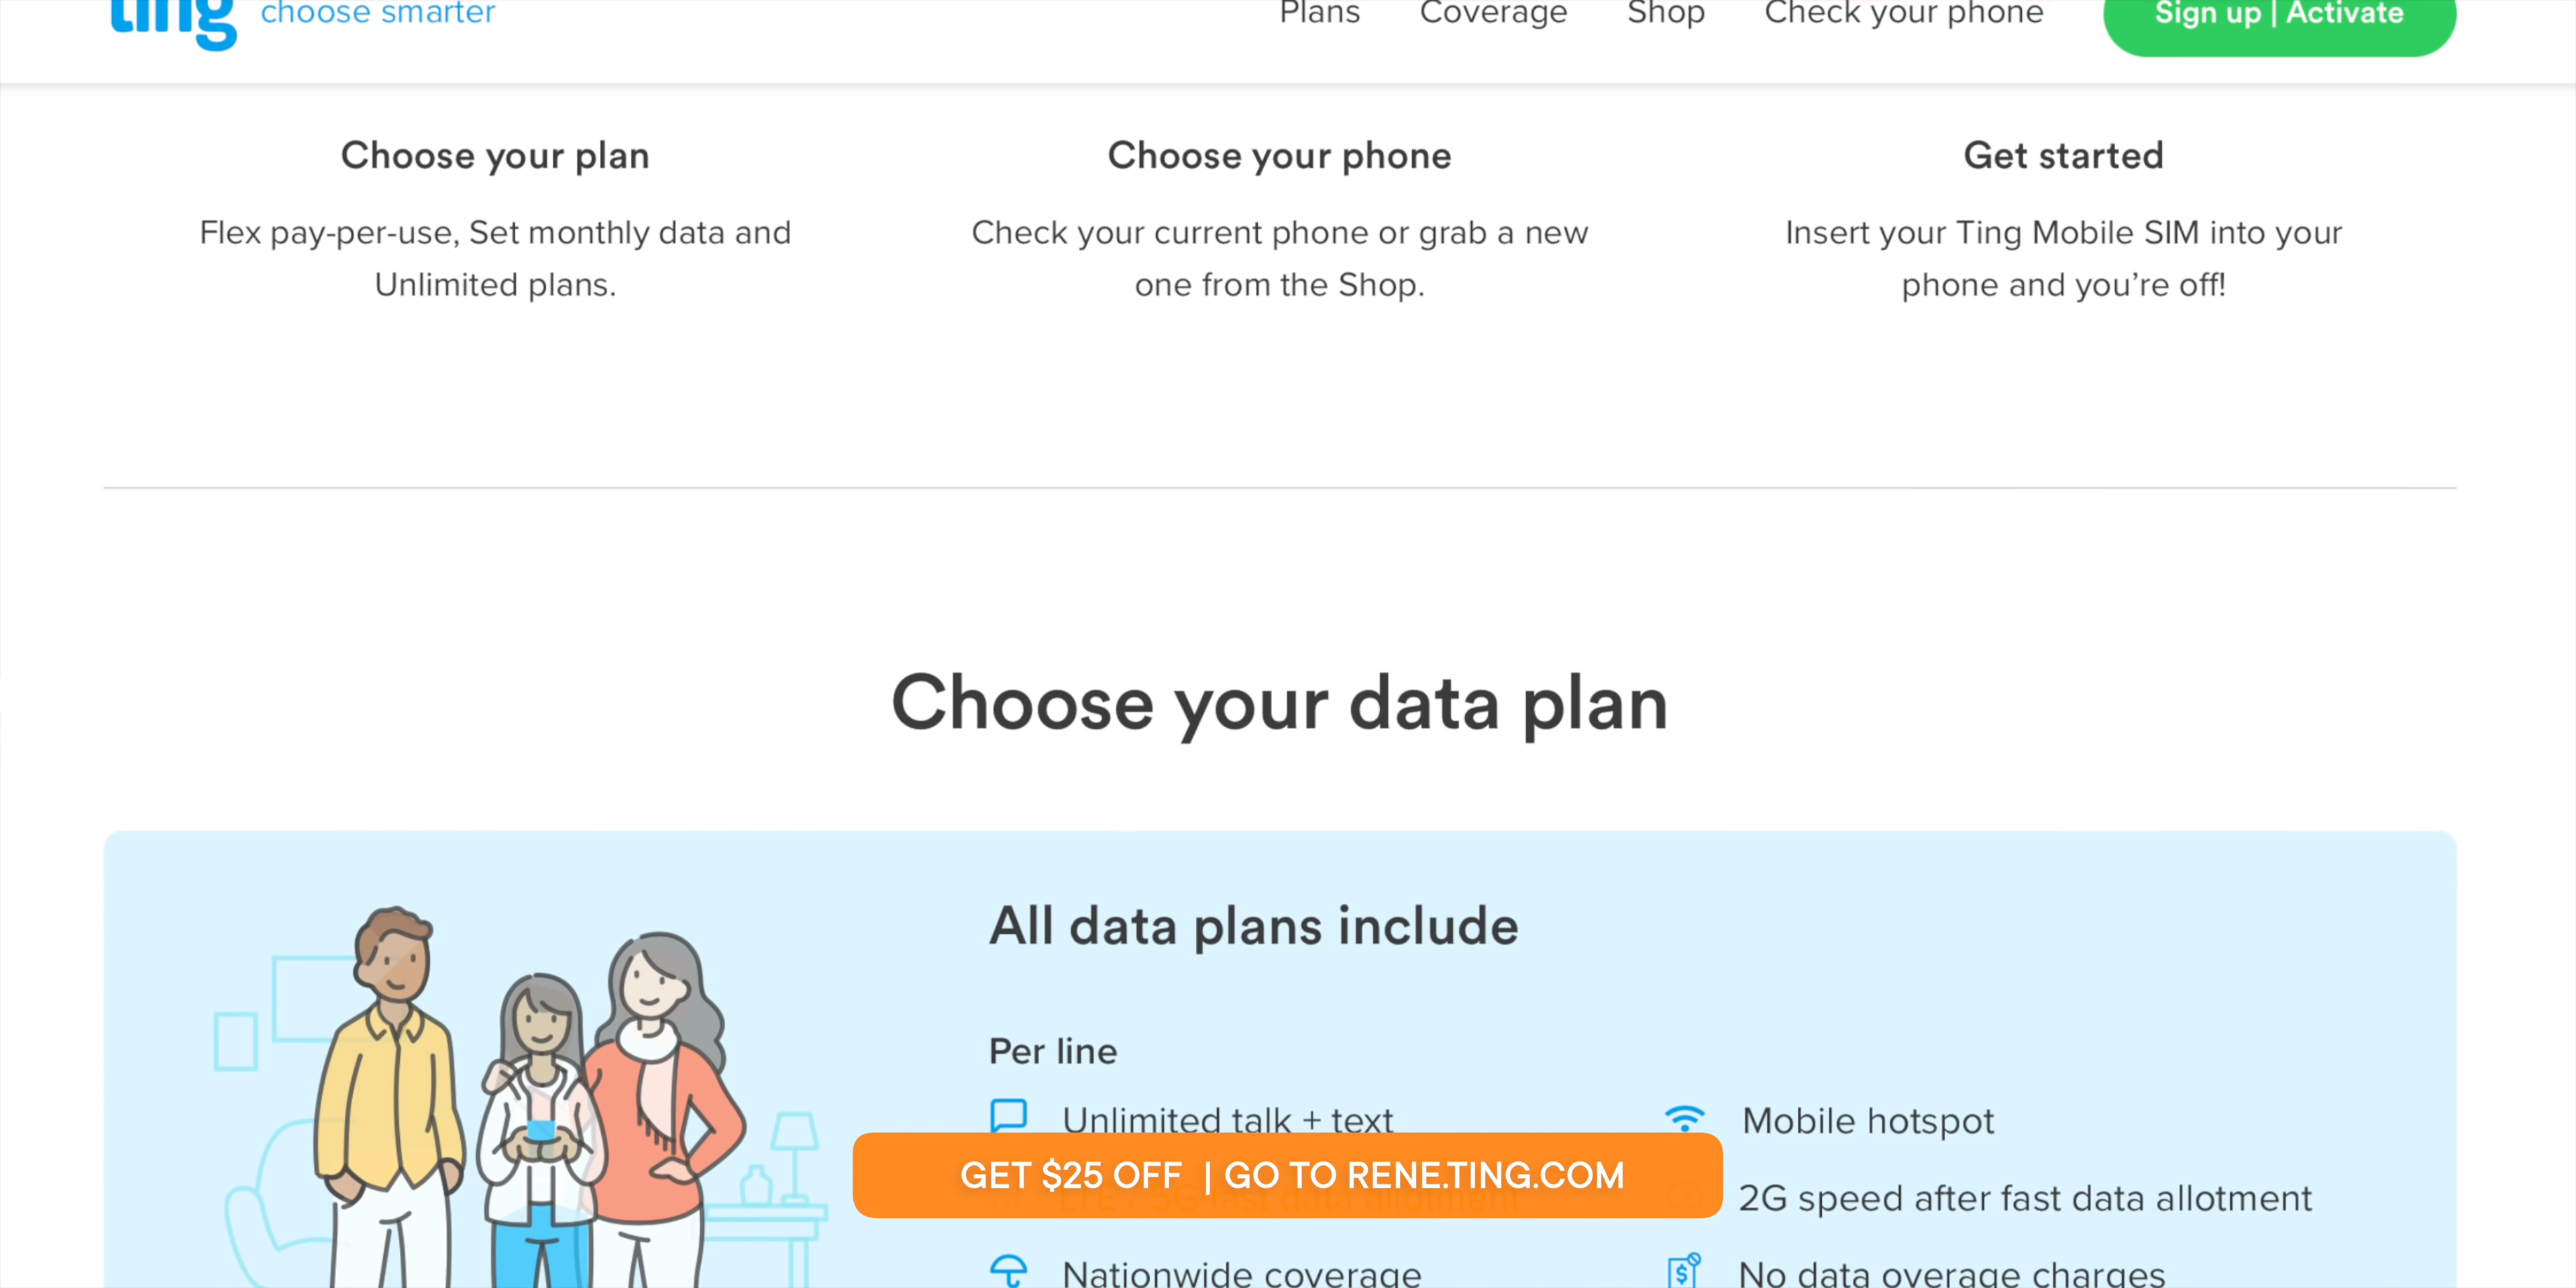 ting choose smarter
Plans Coverage Shop Check your phone Sign up | Activate
Choose your plan
Flex pay-per-use, Set monthly data and
Unlimited plans.
Choose your phone
Check your current phone or grab a new
one from the Shop.
Get started
Insert your Ting Mobile SIM into your
phone and you’re off!
Choose your data plan
All data plans include
Per line
Unlimited talk + text
Mobile hotspot
GET $25 OFF | GO TO RENE.TING.COM
2G speed after fast data allotment
Nationwide coverage
No data overage charges